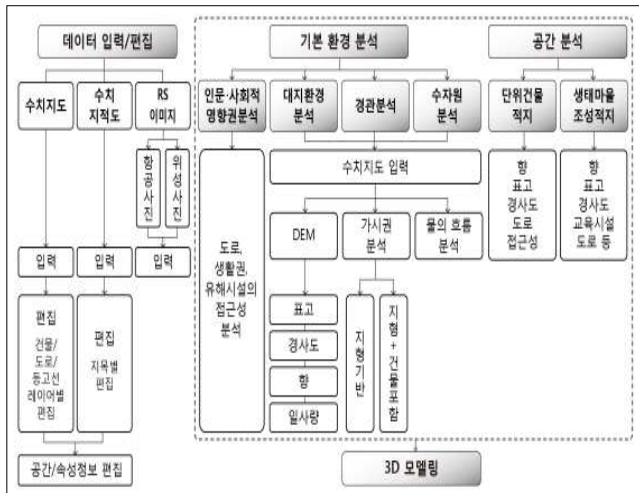 데이터 입력/편집
기본 환경 분석
공간 분석
수치지도
수치
지적도
RS
이미지
인문·사회적
영향권분석
대지환경
분석
경관분석
수자원
분석
단위건물
적지
생태마을
조성적지
항공사진
위성사진
수치지도 입력
도로,
생활권,
유해시설의
접근성
분석
향
표고
경사도
도로
접근성
향
표고
경사도
교육시설
도로 등
DEM
가시권
분석
물의 흐름
분석
입력
입력
입력
편집
건물/
도로/
등고선
레이어별
편집
편집
지목별
편집
표고
경사도
향
일사량
지형기반
지형+건물포함
공간/속성정보 편집
3D 모델링